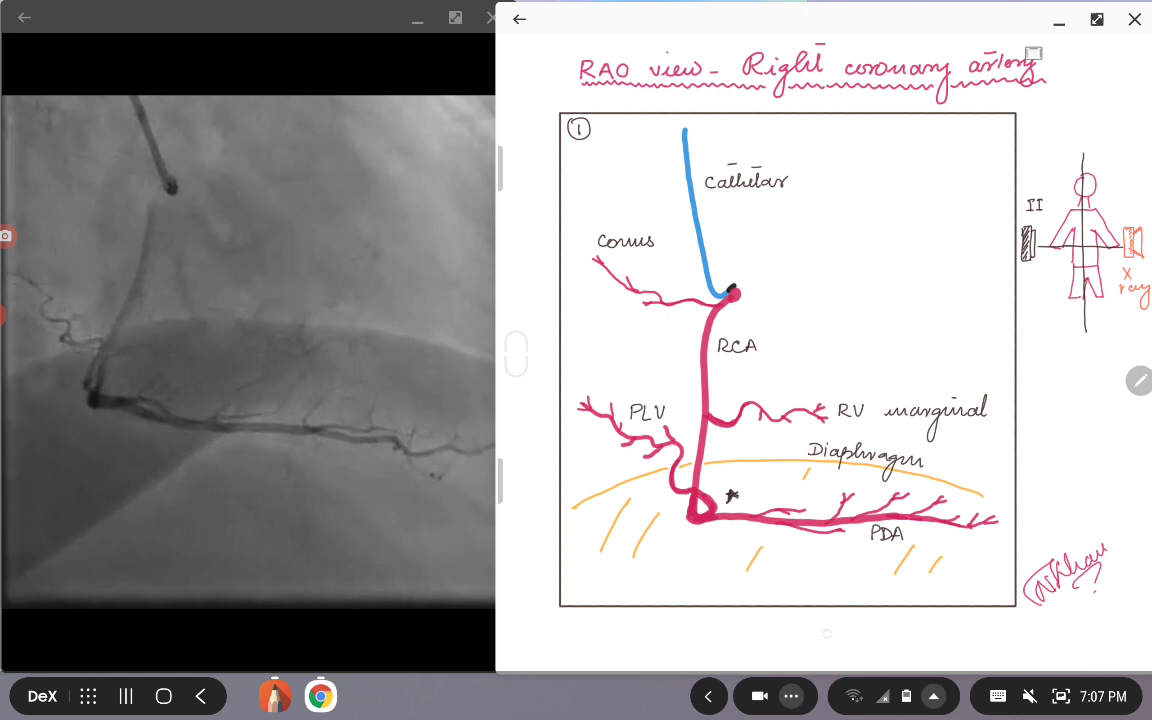 RAO view - Right coronary artery
1
Cathetar
Conus
II
X
ray
RCA
PLV
RV marginal
Diaphragm
PDA
DeX
7:07 PM